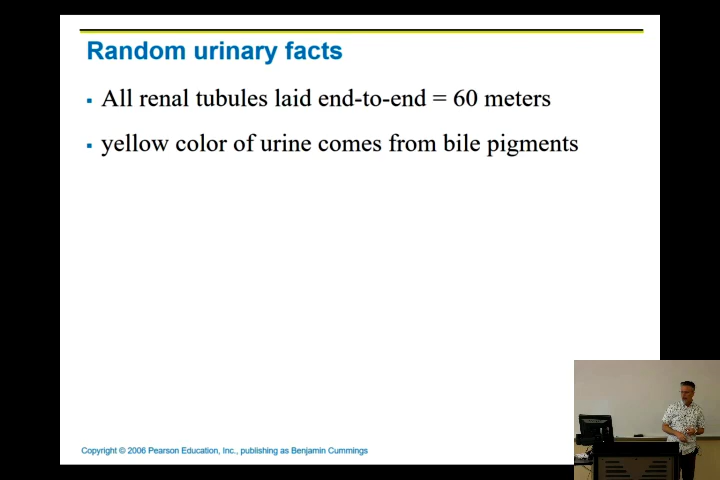 Random urinary facts
▪ All renal tubules laid end-to-end = 60 meters
▪ yellow color of urine comes from bile pigments
Copyright © 2006 Pearson Education, Inc., publishing as Benjamin Cummings